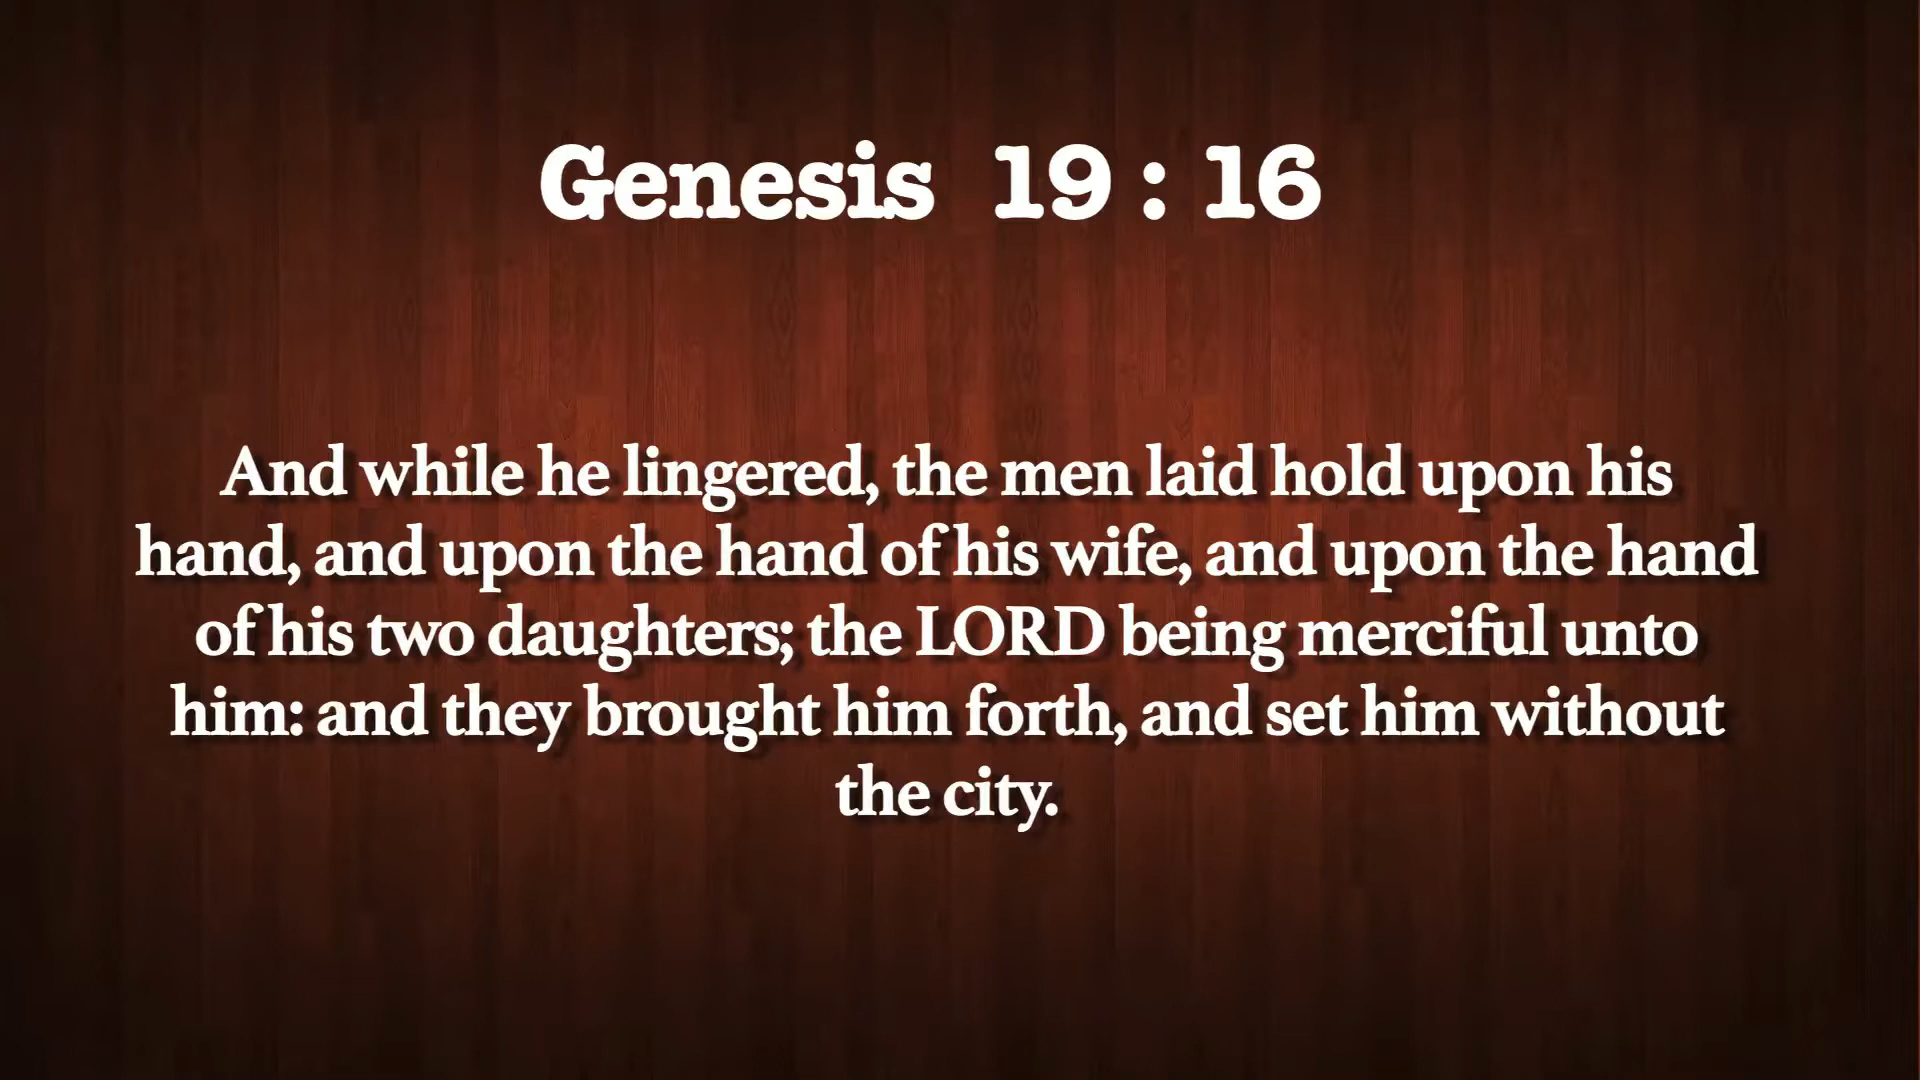 Genesis 19 : 16
And while he lingered, the men laid hold upon his
hand, and upon the hand of his wife, and upon the hand
of his two daughters; the LORD being merciful unto
him: and they brought him forth, and set him without
the city.